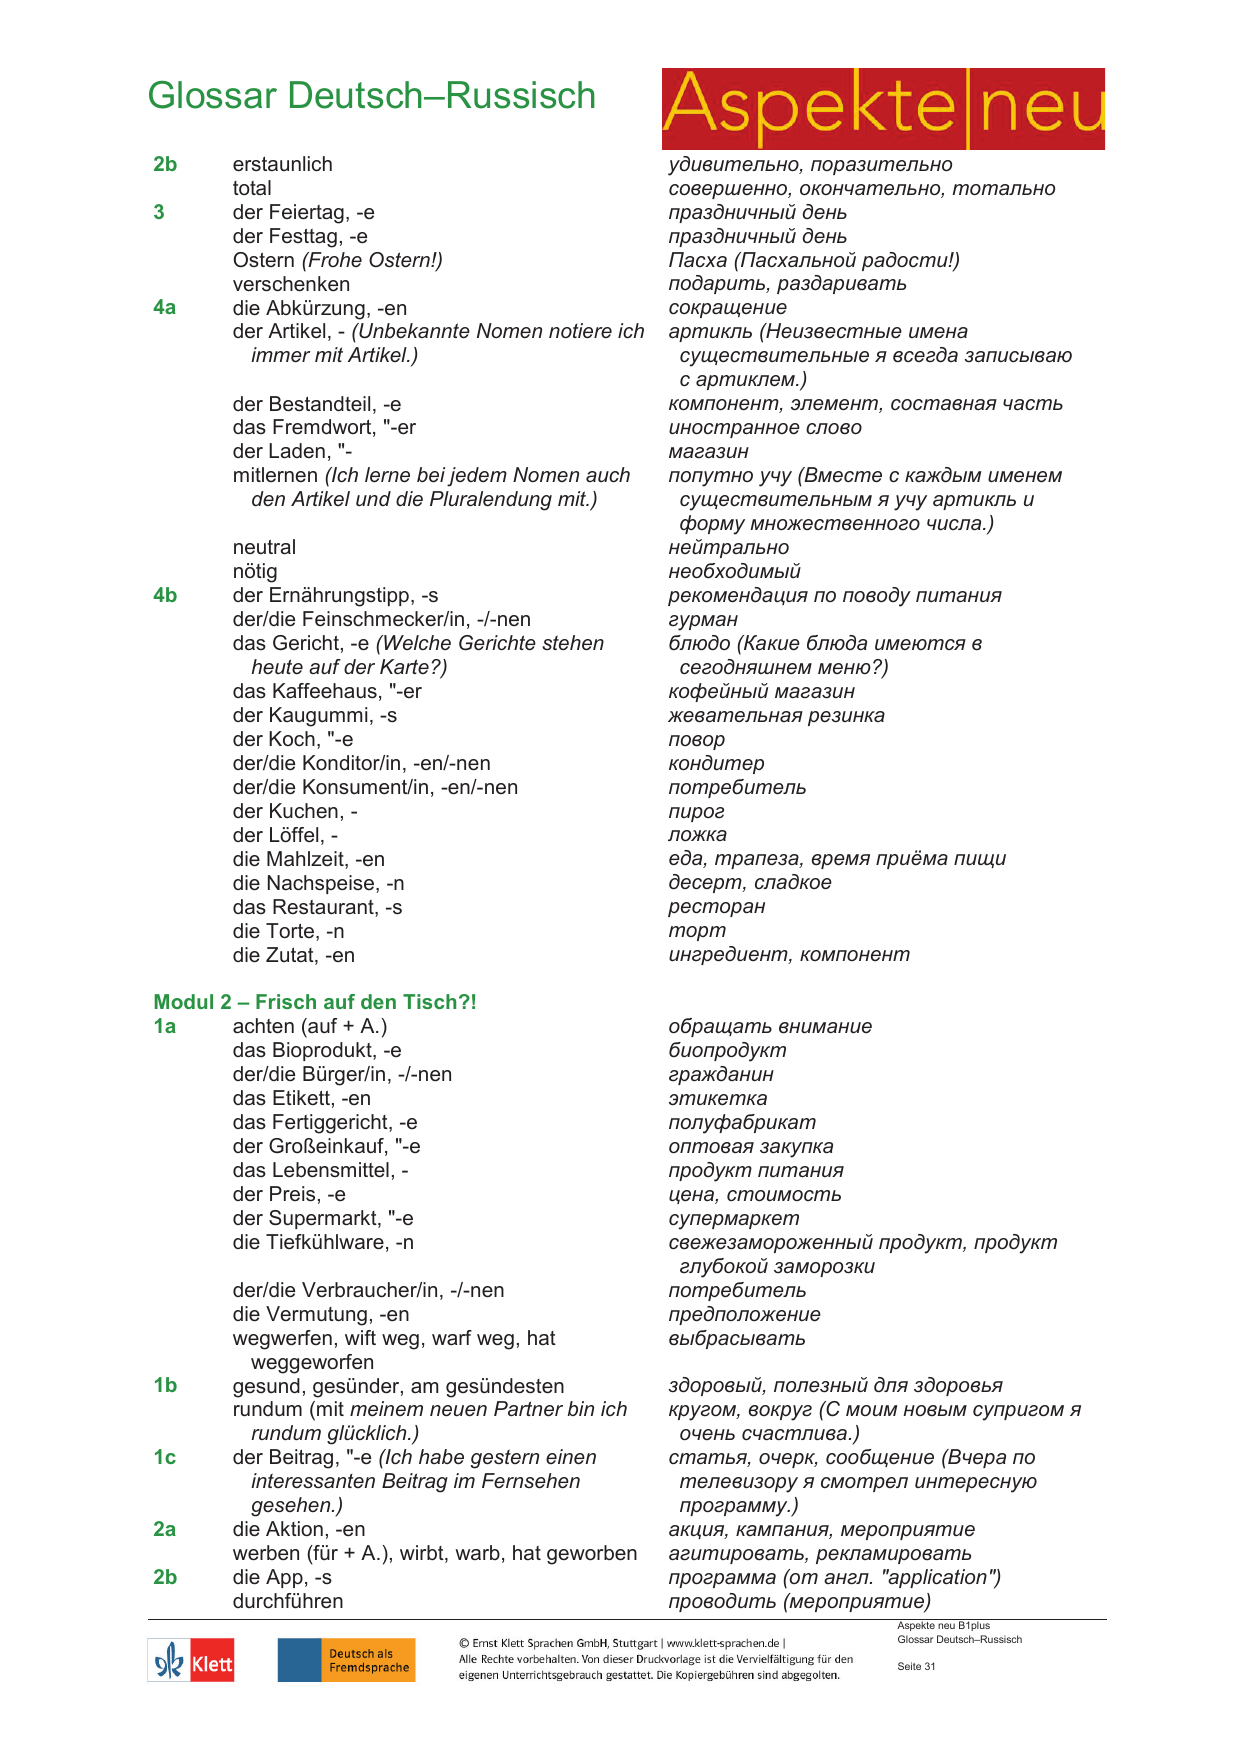 Glossar Deutsch–Russisch
Aspekte|neu
2b erstaunlich удивительно, поразительно
total совершенно, окончательно, тотально
3 der Feiertag, -e праздничный день
der Festtag, -e праздничный день
Ostern (Frohe Ostern!) Пасха (Пасхальной радости!)
verschenken подарить, раздаривать
4a die Abkürzung, -en сокращение
der Artikel, - (Unbekannte Nomen notiere ich артикль (Неизвестные имена
immer mit Artikel.) существительные я всегда записываю
с артиклем.)
der Bestandteil, -e компонент, элемент, составная часть
das Fremdwort, "-er иностранное слово
der Laden, "- магазин
mitlernen (Ich lerne bei jedem Nomen auch попутно учу (Вместе с каждым именем
den Artikel und die Pluralendung mit.) существительным я учу артикль и
форму множественного числа.)
neutral нейтрально
nötig необходимый
4b der Ernährungstipp, -s рекомендация по поводу питания
der/die Feinschmecker/in, -/-nen гурман
das Gericht, -e (Welche Gerichte stehen блюдо (Какие блюда имеются в
heute auf der Karte?) сегодняшнем меню?)
das Kaffeehaus, "-er кофейный магазин
der Kaugummi, -s жевательная резинка
der Koch, "-e повор
der/die Konditor/in, -en/-nen кондитер
der/die Konsument/in, -en/-nen потребитель
der Kuchen, - пирог
der Löffel, - ложка
die Mahlzeit, -en еда, трапеза, время приёма пищи
die Nachspeise, -n десерт, сладкое
das Restaurant, -s ресторан
die Torte, -n торт
die Zutat, -en ингредиент, компонент
Modul 2 – Frisch auf den Tisch?!
1a achten (auf + A.) обращать внимание
das Bioprodukt, -e биопродукт
der/die Bürger/in, -/-nen гражданин
das Etikett, -en этикетка
das Fertiggericht, -e полуфабрикат
der Großeinkauf, "-e оптовая закупка
das Lebensmittel, - продукт питания
der Preis, -e цена, стоимость
der Supermarkt, "-e супермаркет
die Tiefkühlware, -n свежезамороженный продукт, продукт
глубокой заморозки
der/die Verbraucher/in, -/-nen потребитель
die Vermutung, -en предположение
wegwerfen, wift weg, warf weg, hat выбрасывать
weggeworfen
1b gesund, gesünder, am gesündesten здоровый, полезный для здоровья
rundum (mit meinem neuen Partner bin ich кругом, вокруг (С моим новым супригом я
rundum glücklich.) очень счастлива.)
1c der Beitrag, "-e (Ich habe gestern einen статья, очерк, сообщение (Вчера по
interessanten Beitrag im Fernsehen телевизору я смотрел интересную
gesehen.) программу.)
2a die Aktion, -en акция, кампания, мероприятие
werben (für + A.), wirbt, warb, hat geworben агитировать, рекламировать
2b die App, -s программа (от англ. "application")
durchführen проводить (мероприятие)
Klett
Deutsch als
Fremdsprache
© Ernst Klett Sprachen GmbH, Stuttgart | www.klett-sprachen.de |
Alle Rechte vorbehalten. Von dieser Druckvorlage ist die Vervielfältigung für den
eigenen Unterrichtsgebrauch gestattet. Die Kopiergebühren sind abgegolten.
Aspekte neu B1plus
Glossar Deutsch–Russisch
Seite 31